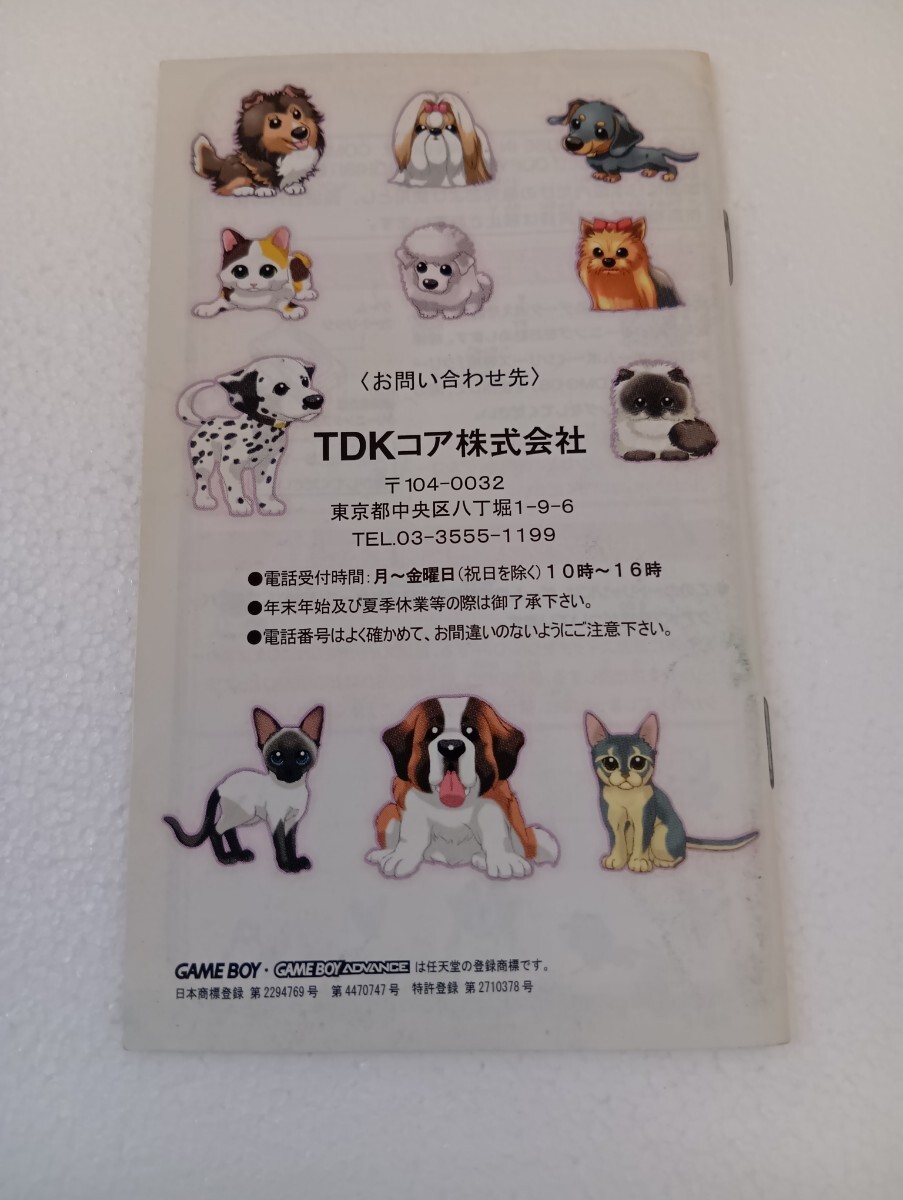 〈お問い合わせ先〉
TDKコア株式会社
〒104-0032
東京都中央区八丁堀1-9-6
TEL.03-3555-1199
●電話受付時間：月〜金曜日（祝日を除く）10時〜16時
●年末年始及び夏季休業等の際は御了承下さい。
●電話番号はよく確かめて、お間違いのないようにご注意下さい。
GAME BOY・GAME BOY ADVANCE は任天堂の登録商標です。
日本商標登録 第2294769号 第4470747号 特許登録 第2710378号